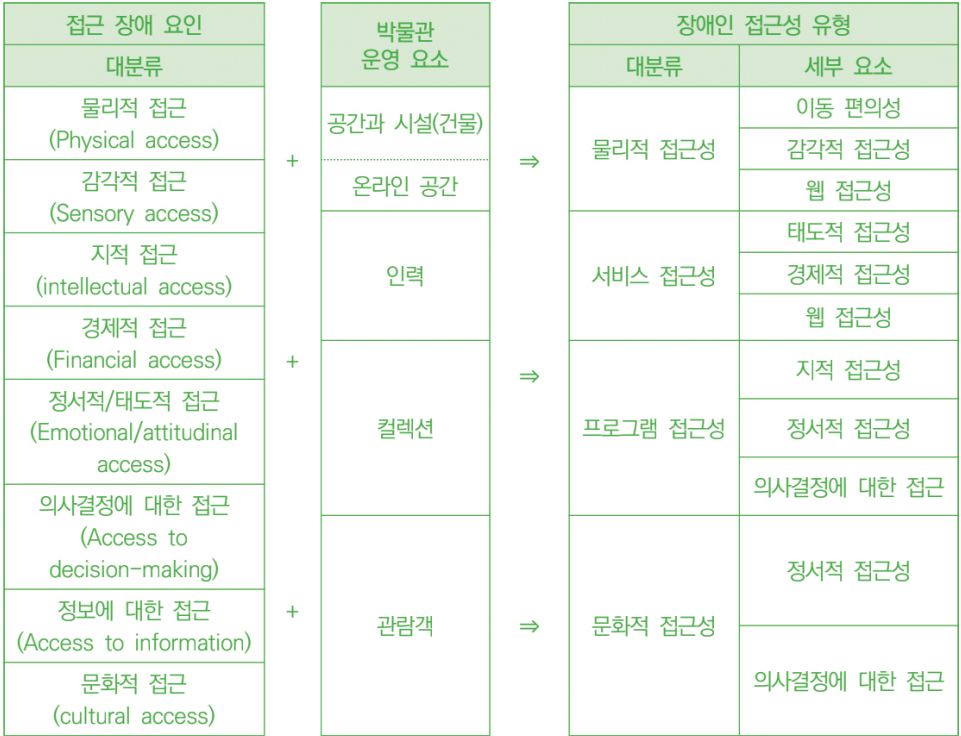 접근 장애 요인
대분류
물리적 접근
(Physical access)
감각적 접근
(Sensory access)
지적 접근
(intellectual access)
경제적 접근
(Financial access)
정서적/태도적 접근
(Emotional/attitudinal
access)
의사결정에 대한 접근
(Access to
decision-making)
정보에 대한 접근
(Access to information)
문화적 접근
(cultural access)
+
+
+
박물관
운영 요소
공간과 시설(건물)
온라인 공간
인력
컬렉션
관람객
⇒
⇒
⇒
장애인 접근성 유형
대분류
세부 요소
물리적 접근성
이동 편의성
감각적 접근성
웹 접근성
서비스 접근성
태도적 접근성
경제적 접근성
웹 접근성
프로그램 접근성
지적 접근성
정서적 접근성
의사결정에 대한 접근
문화적 접근성
정서적 접근성
의사결정에 대한 접근